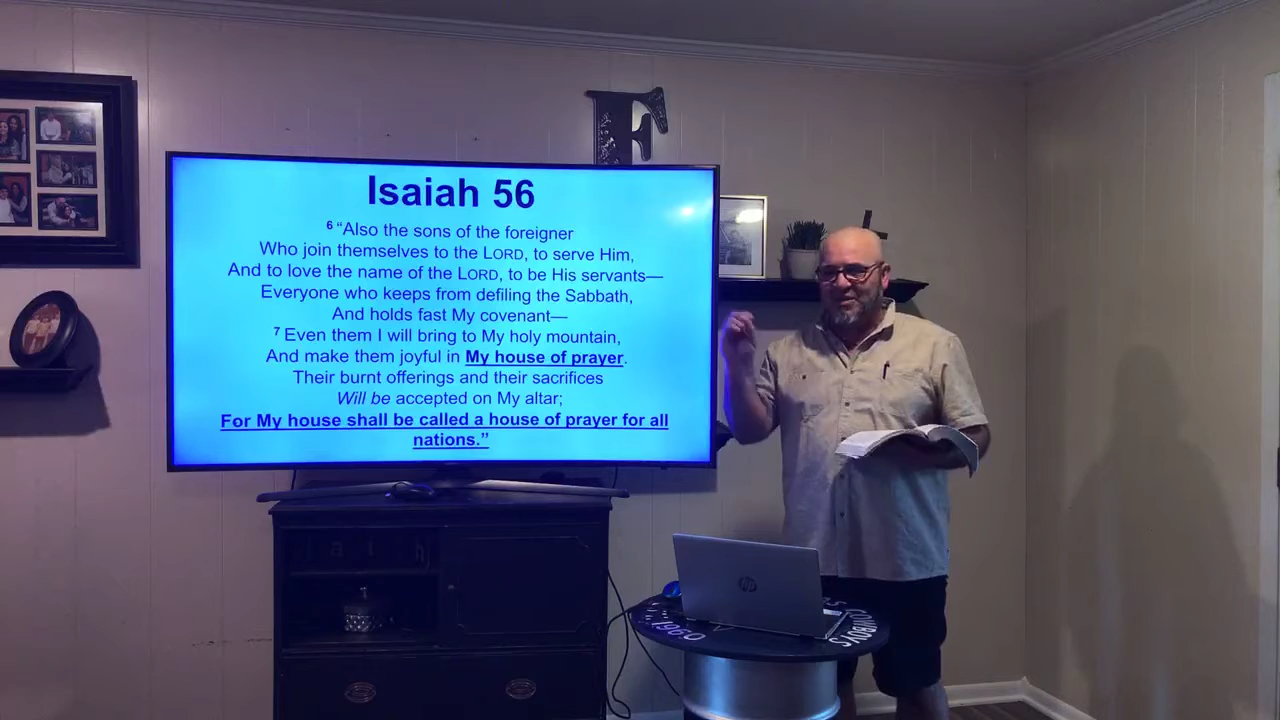 F
Isaiah 56
6 “Also the sons of the foreigner
Who join themselves to the LORD, to serve Him,
And to love the name of the LORD, to be His servants—
Everyone who keeps from defiling the Sabbath,
And holds fast My covenant—
7 Even them I will bring to My holy mountain,
And make them joyful in My house of prayer.
Their burnt offerings and their sacrifices
Will be accepted on My altar;
For My house shall be called a house of prayer for all
nations.”
hp
1960
COWBOYS